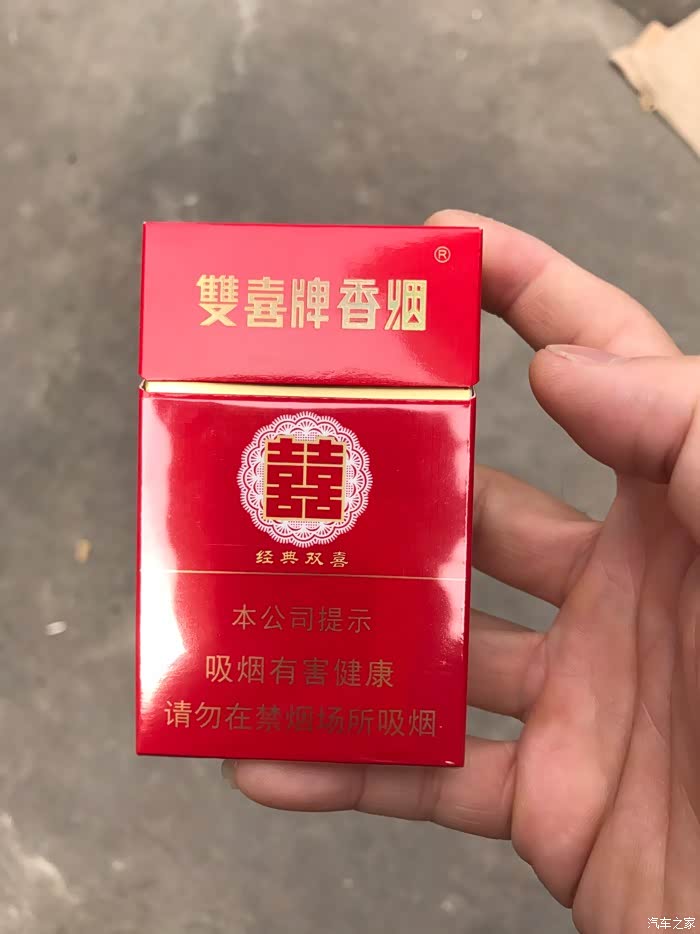 雙喜牌香烟®
囍
经典双喜
本公司提示
吸烟有害健康
请勿在禁烟场所吸烟
汽车之家